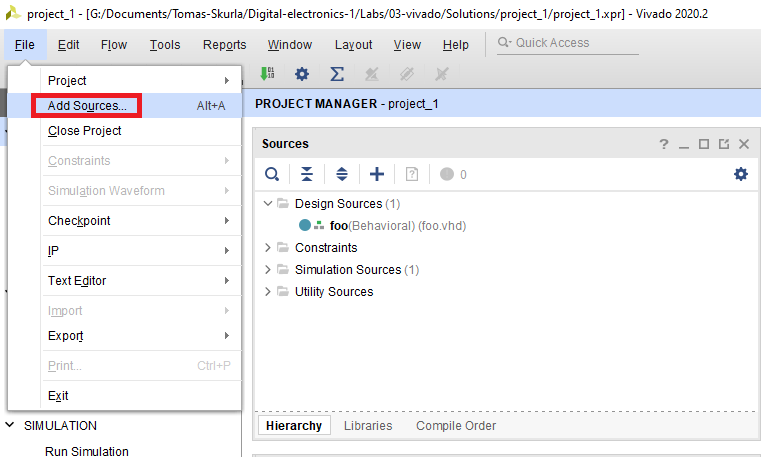 project_1 - [G:/Documents/Tomas-Skurla/Digital-electronics-1/Labs/03-vivado/Solutions/project_1/project_1.xpr] - Vivado 2020.2
File Edit Flow Tools Reports Window Layout View Help Quick Access
Project
Add Sources... Alt+A
Close Project
Constraints
Simulation Waveform
Checkpoint
IP
Text Editor
Import
Export
Print... Ctrl+P
Exit
SIMULATION
Run Simulation
PROJECT MANAGER - project_1
Sources
0
Design Sources (1)
foo(Behavioral) (foo.vhd)
Constraints
Simulation Sources (1)
Utility Sources
Hierarchy Libraries Compile Order